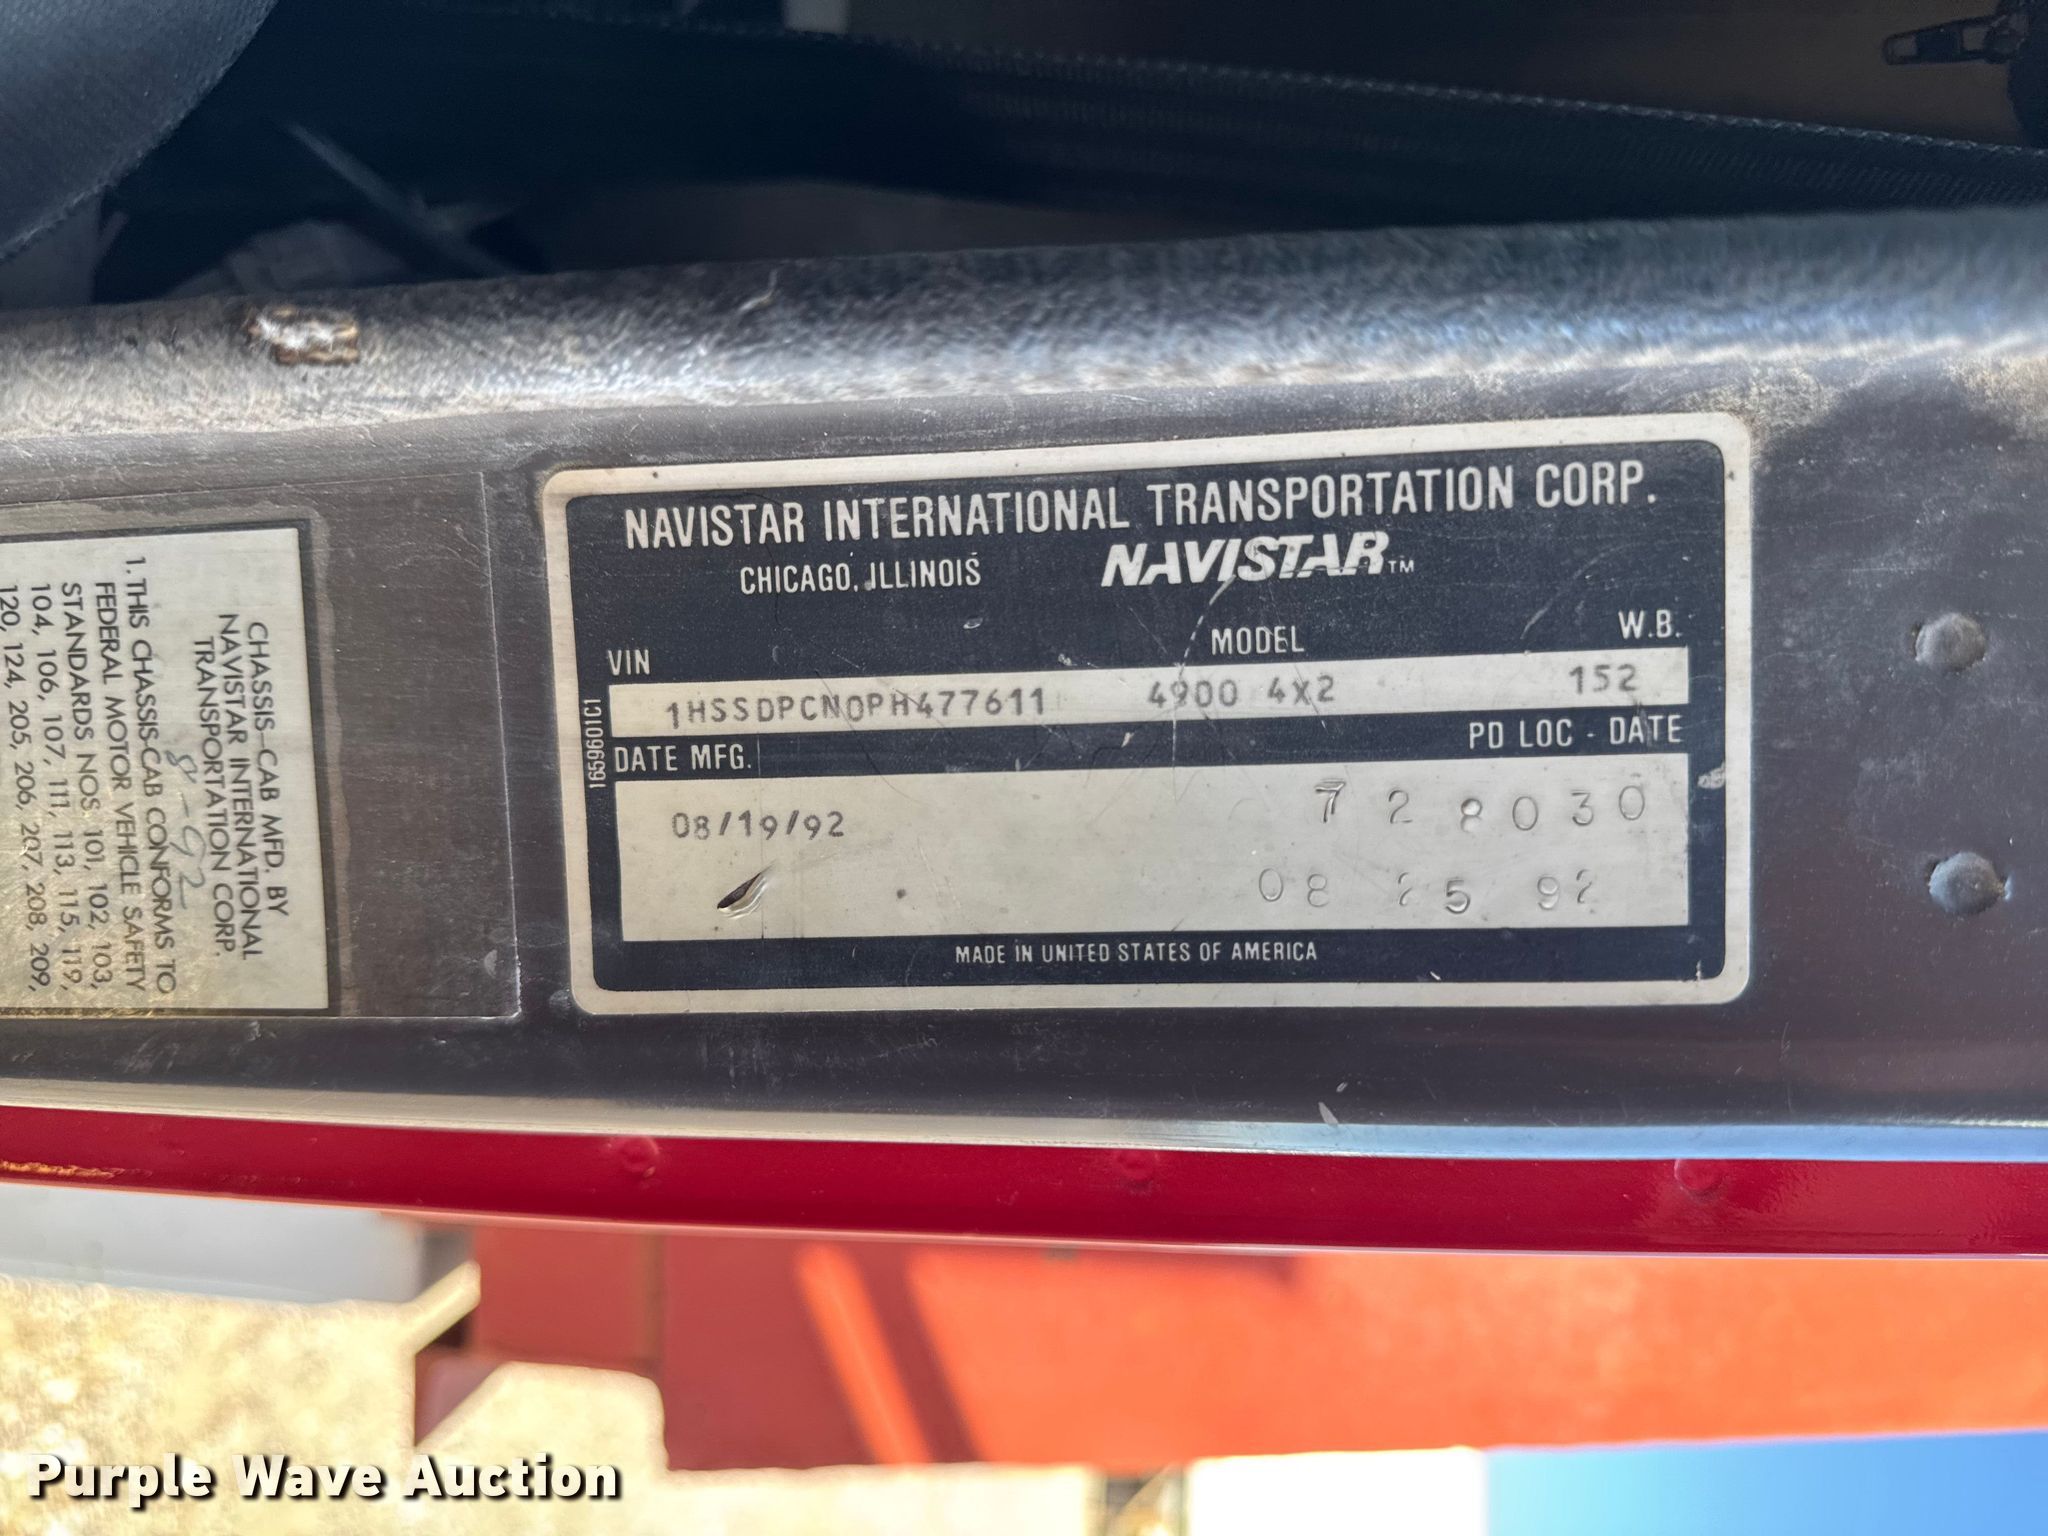 NAVISTAR INTERNATIONAL TRANSPORTATION CORP.
CHICAGO, ILLINOIS NAVISTAR™
VIN MODEL W.B.
1HSSDPCN0PH477611 4900 4X2 152
DATE MFG. PD LOC - DATE
08/19/92 7 2 8 0 3 0
08 25 92
MADE IN UNITED STATES OF AMERICA
1659601C1
CHASSIS-CAB MFD. BY
NAVISTAR INTERNATIONAL
TRANSPORTATION CORP.
8-92
1. THIS CHASSIS-CAB CONFORMS TO
FEDERAL MOTOR VEHICLE SAFETY
STANDARDS NOS 101, 102, 103,
104, 106, 107, 111, 113, 115, 119,
120, 124, 205, 206, 207, 208, 209,
Purple Wave Auction